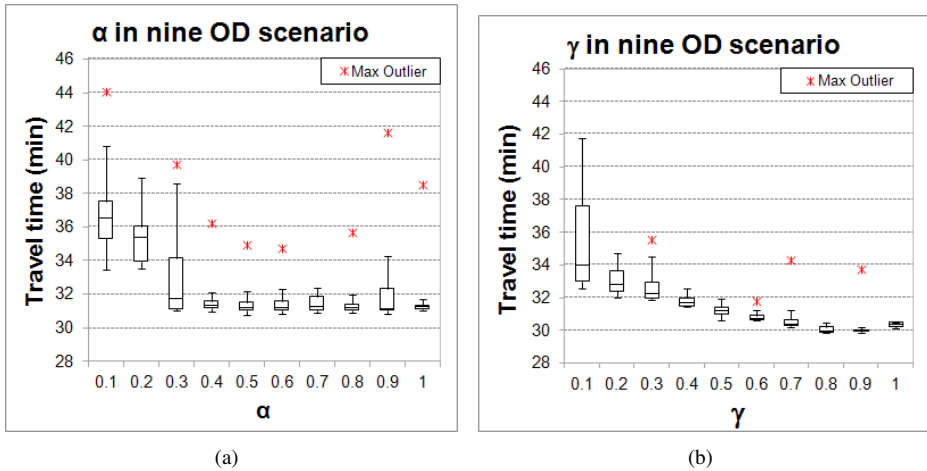 α in nine OD scenario
Max Outlier
Travel time (min)
46
44
42
40
38
36
34
32
30
28
0.1 0.2 0.3 0.4 0.5 0.6 0.7 0.8 0.9 1
α
(a)
γ in nine OD scenario
Max Outlier
Travel time (min)
46
44
42
40
38
36
34
32
30
28
0.1 0.2 0.3 0.4 0.5 0.6 0.7 0.8 0.9 1
γ
(b)